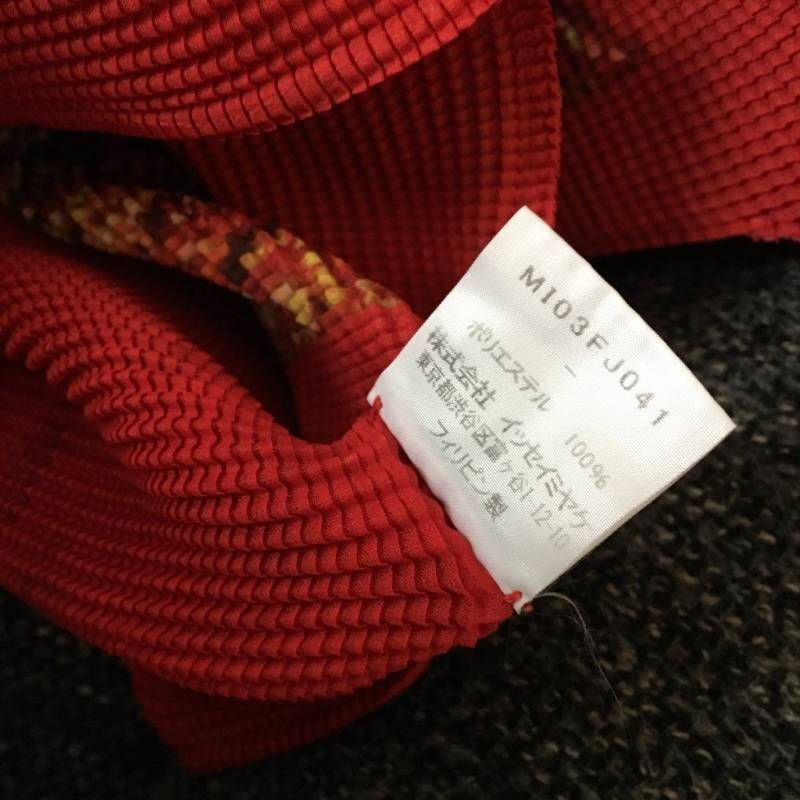 MI03FJ041
-
ポリエステル 100%
株式会社 イッセイミヤケ
東京都渋谷区富ヶ谷1-12-10
フィリピン製